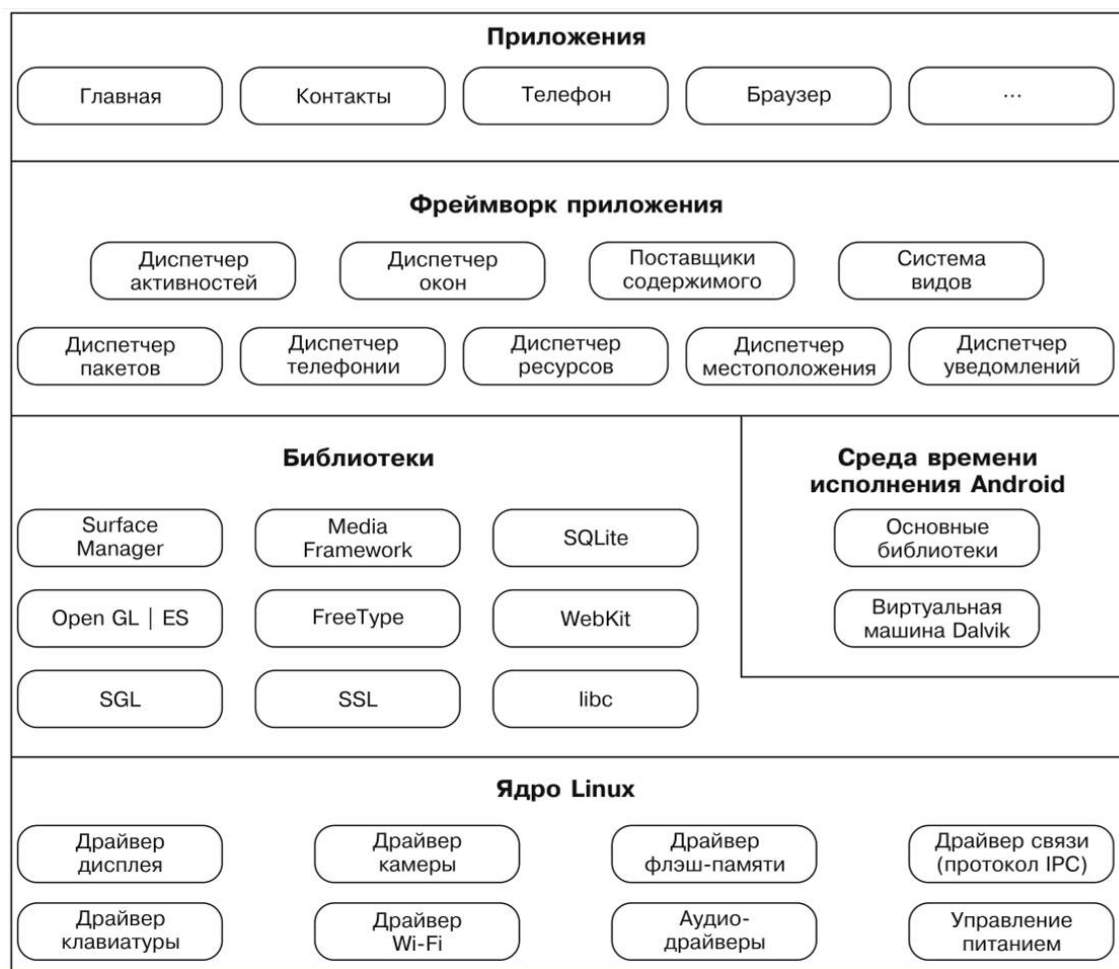 Приложения
Главная
Контакты
Телефон
Браузер
...
Фреймворк приложения
Диспетчер
активностей
Диспетчер
окон
Поставщики
содержимого
Система
видов
Диспетчер
пакетов
Диспетчер
телефонии
Диспетчер
ресурсов
Диспетчер
местоположения
Диспетчер
уведомлений
Библиотеки
Surface
Manager
Media
Framework
SQLite
Open GL | ES
FreeType
WebKit
SGL
SSL
libc
Среда времени
исполнения Android
Основные
библиотеки
Виртуальная
машина Dalvik
Ядро Linux
Драйвер
дисплея
Драйвер
камеры
Драйвер
флэш-памяти
Драйвер связи
(протокол IPC)
Драйвер
клавиатуры
Драйвер
Wi-Fi
Аудио-
драйверы
Управление
питанием